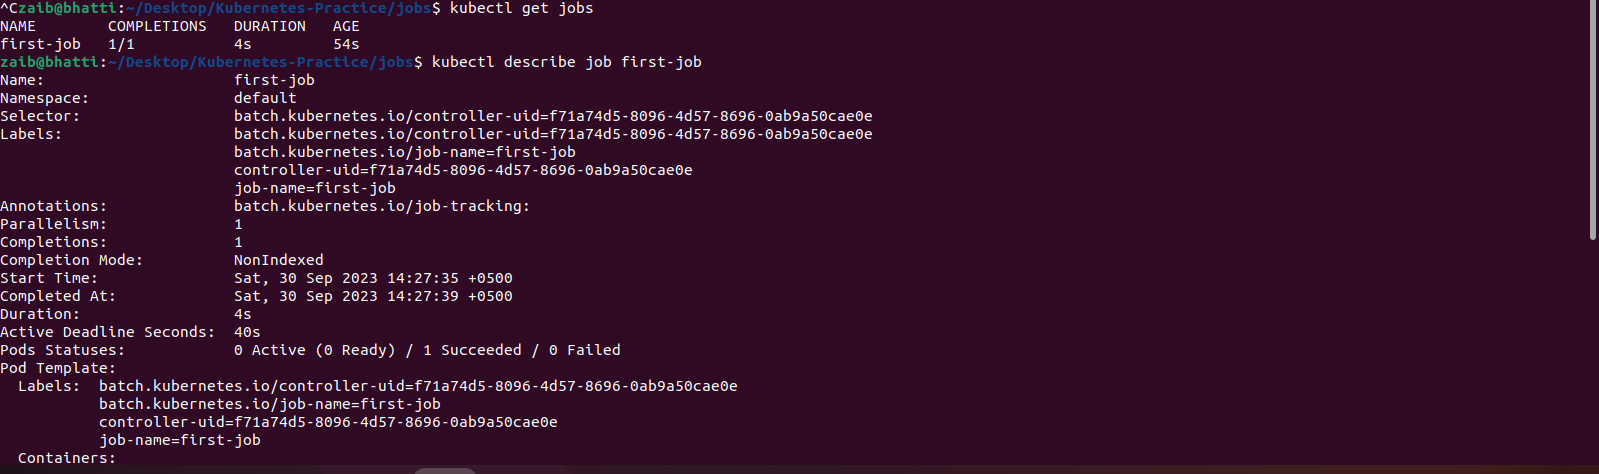 ^Czaib@bhatti:~/Desktop/Kubernetes-Practice/jobs$ kubectl get jobs
NAME        COMPLETIONS   DURATION   AGE
first-job   1/1           4s         54s
zaib@bhatti:~/Desktop/Kubernetes-Practice/jobs$ kubectl describe job first-job
Name:                     first-job
Namespace:                default
Selector:                 batch.kubernetes.io/controller-uid=f71a74d5-8096-4d57-8696-0ab9a50cae0e
Labels:                   batch.kubernetes.io/controller-uid=f71a74d5-8096-4d57-8696-0ab9a50cae0e
                          batch.kubernetes.io/job-name=first-job
                          controller-uid=f71a74d5-8096-4d57-8696-0ab9a50cae0e
                          job-name=first-job
Annotations:              batch.kubernetes.io/job-tracking:
Parallelism:              1
Completions:              1
Completion Mode:          NonIndexed
Start Time:               Sat, 30 Sep 2023 14:27:35 +0500
Completed At:             Sat, 30 Sep 2023 14:27:39 +0500
Duration:                 4s
Active Deadline Seconds:  40s
Pods Statuses:            0 Active (0 Ready) / 1 Succeeded / 0 Failed
Pod Template:
  Labels:  batch.kubernetes.io/controller-uid=f71a74d5-8096-4d57-8696-0ab9a50cae0e
           batch.kubernetes.io/job-name=first-job
           controller-uid=f71a74d5-8096-4d57-8696-0ab9a50cae0e
           job-name=first-job
  Containers: